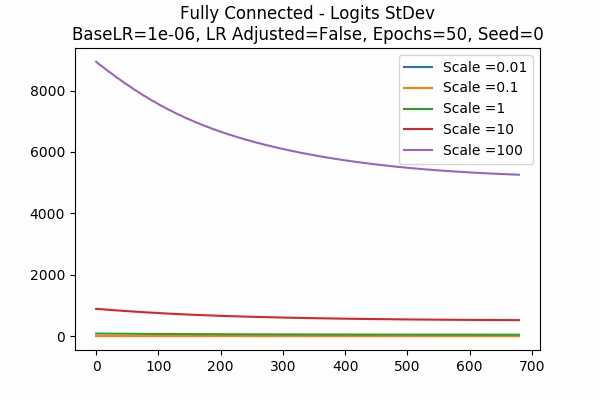 Fully Connected - Logits StDev
BaseLR=1e-06, LR Adjusted=False, Epochs=50, Seed=0
Scale =0.01
Scale =0.1
Scale =1
Scale =10
Scale =100
8000
6000
4000
2000
0
0 100 200 300 400 500 600 700